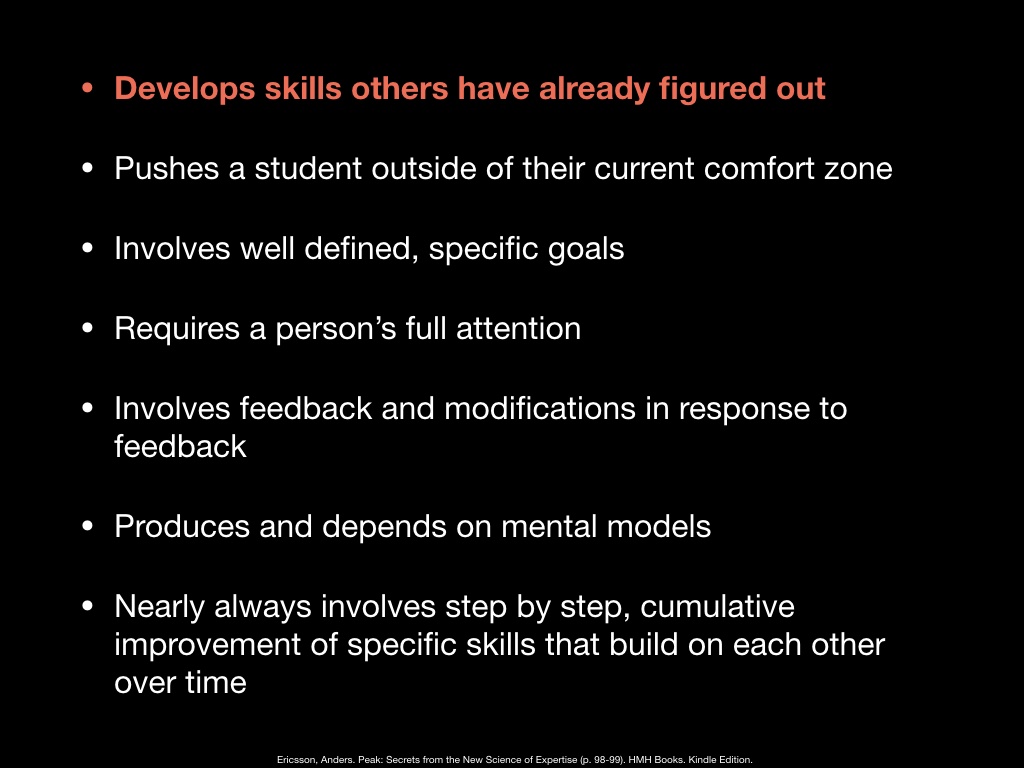 • Develops skills others have already figured out
• Pushes a student outside of their current comfort zone
• Involves well defined, specific goals
• Requires a person’s full attention
• Involves feedback and modifications in response to
feedback
• Produces and depends on mental models
• Nearly always involves step by step, cumulative
improvement of specific skills that build on each other
over time
Ericsson, Anders. Peak: Secrets from the New Science of Expertise (p. 98-99). HMH Books. Kindle Edition.